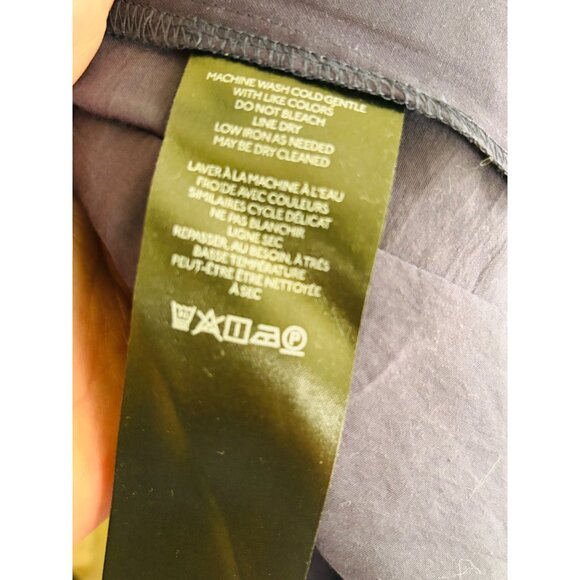 MACHINE WASH COLD GENTLE
WITH LIKE COLORS
DO NOT BLEACH
LINE DRY
LOW IRON AS NEEDED
MAY BE DRY CLEANED
LAVER À LA MACHINE À L'EAU
FROIDE AVEC COULEURS
SIMILAIRES CYCLE DÉLICAT
NE PAS BLANCHIR
LIGNE SEC
REPASSER, AU BESOIN, À TRÈS
BASSE TEMPÉRATURE
PEUT-ÊTRE ÊTRE NETTOYÉE
À SEC
P